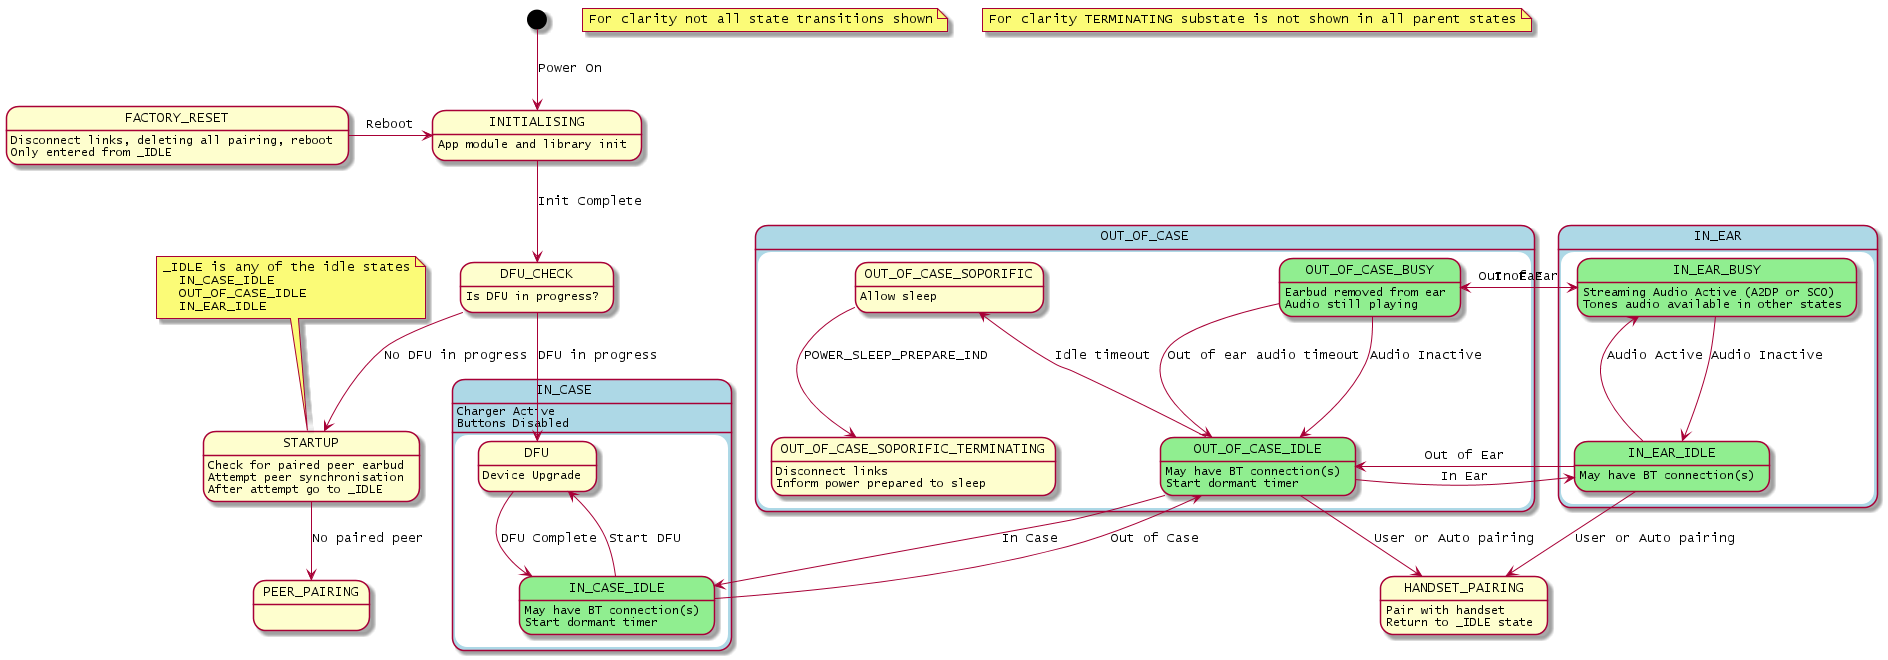 For clarity not all state transitions shown
For clarity TERMINATING substate is not shown in all parent states
Power On
FACTORY_RESET
Disconnect links, deleting all pairing, reboot
Only entered from _IDLE
Reboot
INITIALISING
App module and library init
Init Complete
_IDLE is any of the idle states
IN_CASE_IDLE
OUT_OF_CASE_IDLE
IN_EAR_IDLE
DFU_CHECK
Is DFU in progress?
No DFU in progress
DFU in progress
STARTUP
Check for paired peer earbud
Attempt peer synchronisation
After attempt go to _IDLE
No paired peer
PEER_PAIRING
IN_CASE
Charger Active
Buttons Disabled
DFU
Device Upgrade
DFU Complete
Start DFU
IN_CASE_IDLE
May have BT connection(s)
Start dormant timer
OUT_OF_CASE
OUT_OF_CASE_SOPORIFIC
Allow sleep
OUT_OF_CASE_BUSY
Earbud removed from ear
Audio still playing
POWER_SLEEP_PREPARE_IND
Idle timeout
Out of ear audio timeout
Audio Inactive
OUT_OF_CASE_SOPORIFIC_TERMINATING
Disconnect links
Inform power prepared to sleep
OUT_OF_CASE_IDLE
May have BT connection(s)
Start dormant timer
Out of Ear
In Ear
IN_EAR
IN_EAR_BUSY
Streaming Audio Active (A2DP or SCO)
Tones audio available in other states
Audio Active
Audio Inactive
IN_EAR_IDLE
May have BT connection(s)
Out of Ear
In Ear
In Case
Out of Case
User or Auto pairing
User or Auto pairing
HANDSET_PAIRING
Pair with handset
Return to _IDLE state